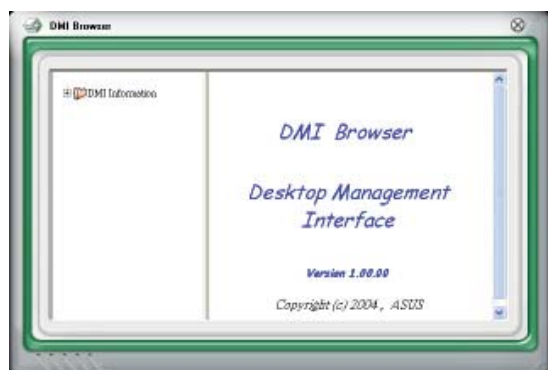 DMI Browser
DMI Information
DMI Browser
Desktop Management
Interface
Version 1.00.00
Copyright (c) 2004, ASUS